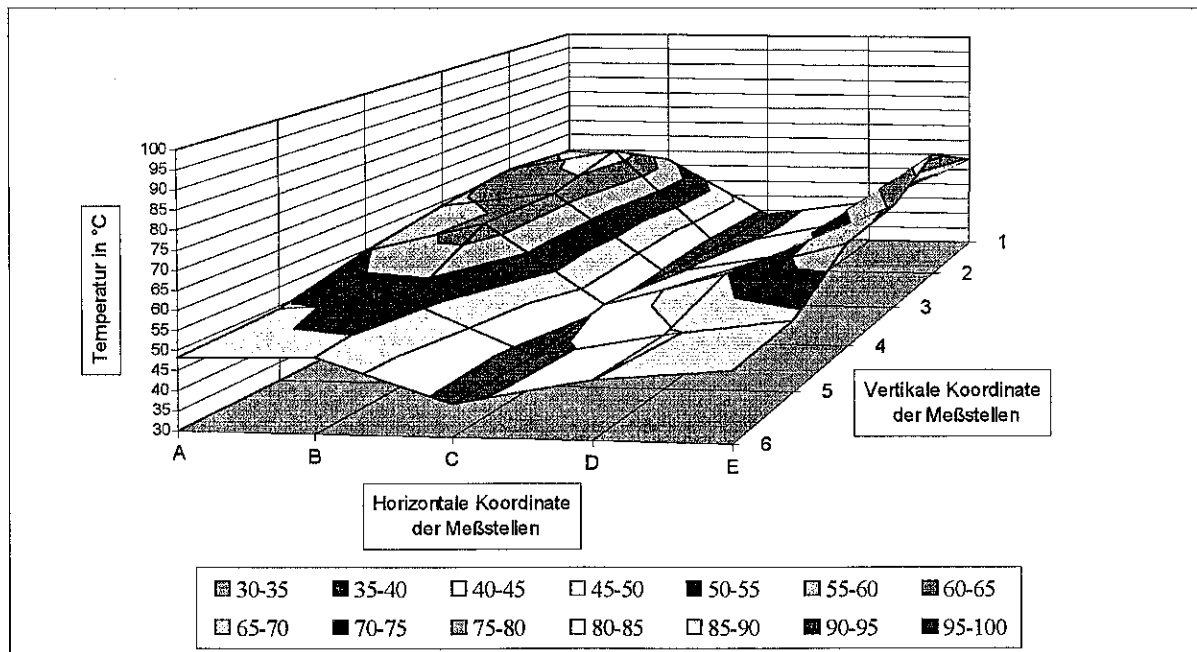 100
95
90
85
80
75
70
65
60
55
50
45
40
35
30
Temperatur in °C
A
B
C
D
E
1
2
3
4
5
6
Vertikale Koordinate
der Meßstellen
Horizontale Koordinate
der Meßstellen
30-35 35-40 40-45 45-50 50-55 55-60 60-65
65-70 70-75 75-80 80-85 85-90 90-95 95-100